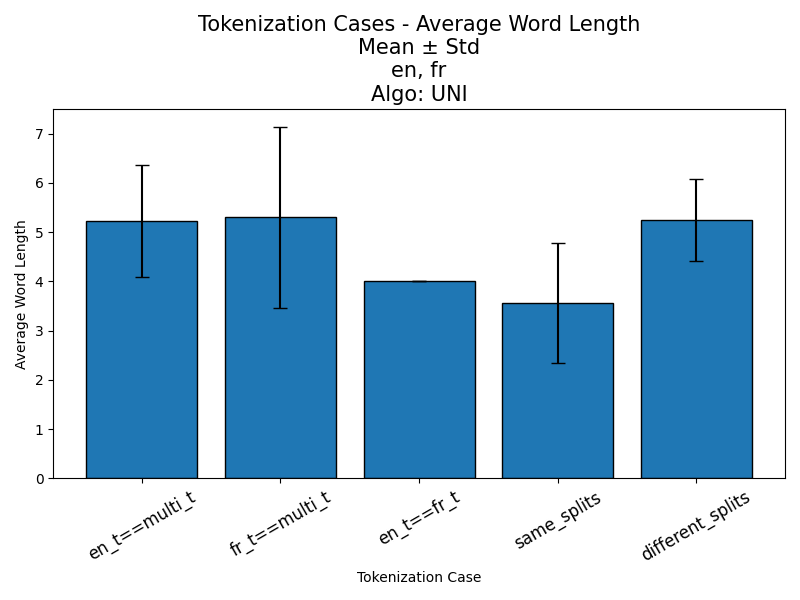 Tokenization Cases - Average Word Length
Mean ± Std
en, fr
Algo: UNI
7
6
5
4
3
2
1
0
Average Word Length
en_t==multi_t
fr_t==multi_t
en_t==fr_t
same_splits
different_splits
Tokenization Case